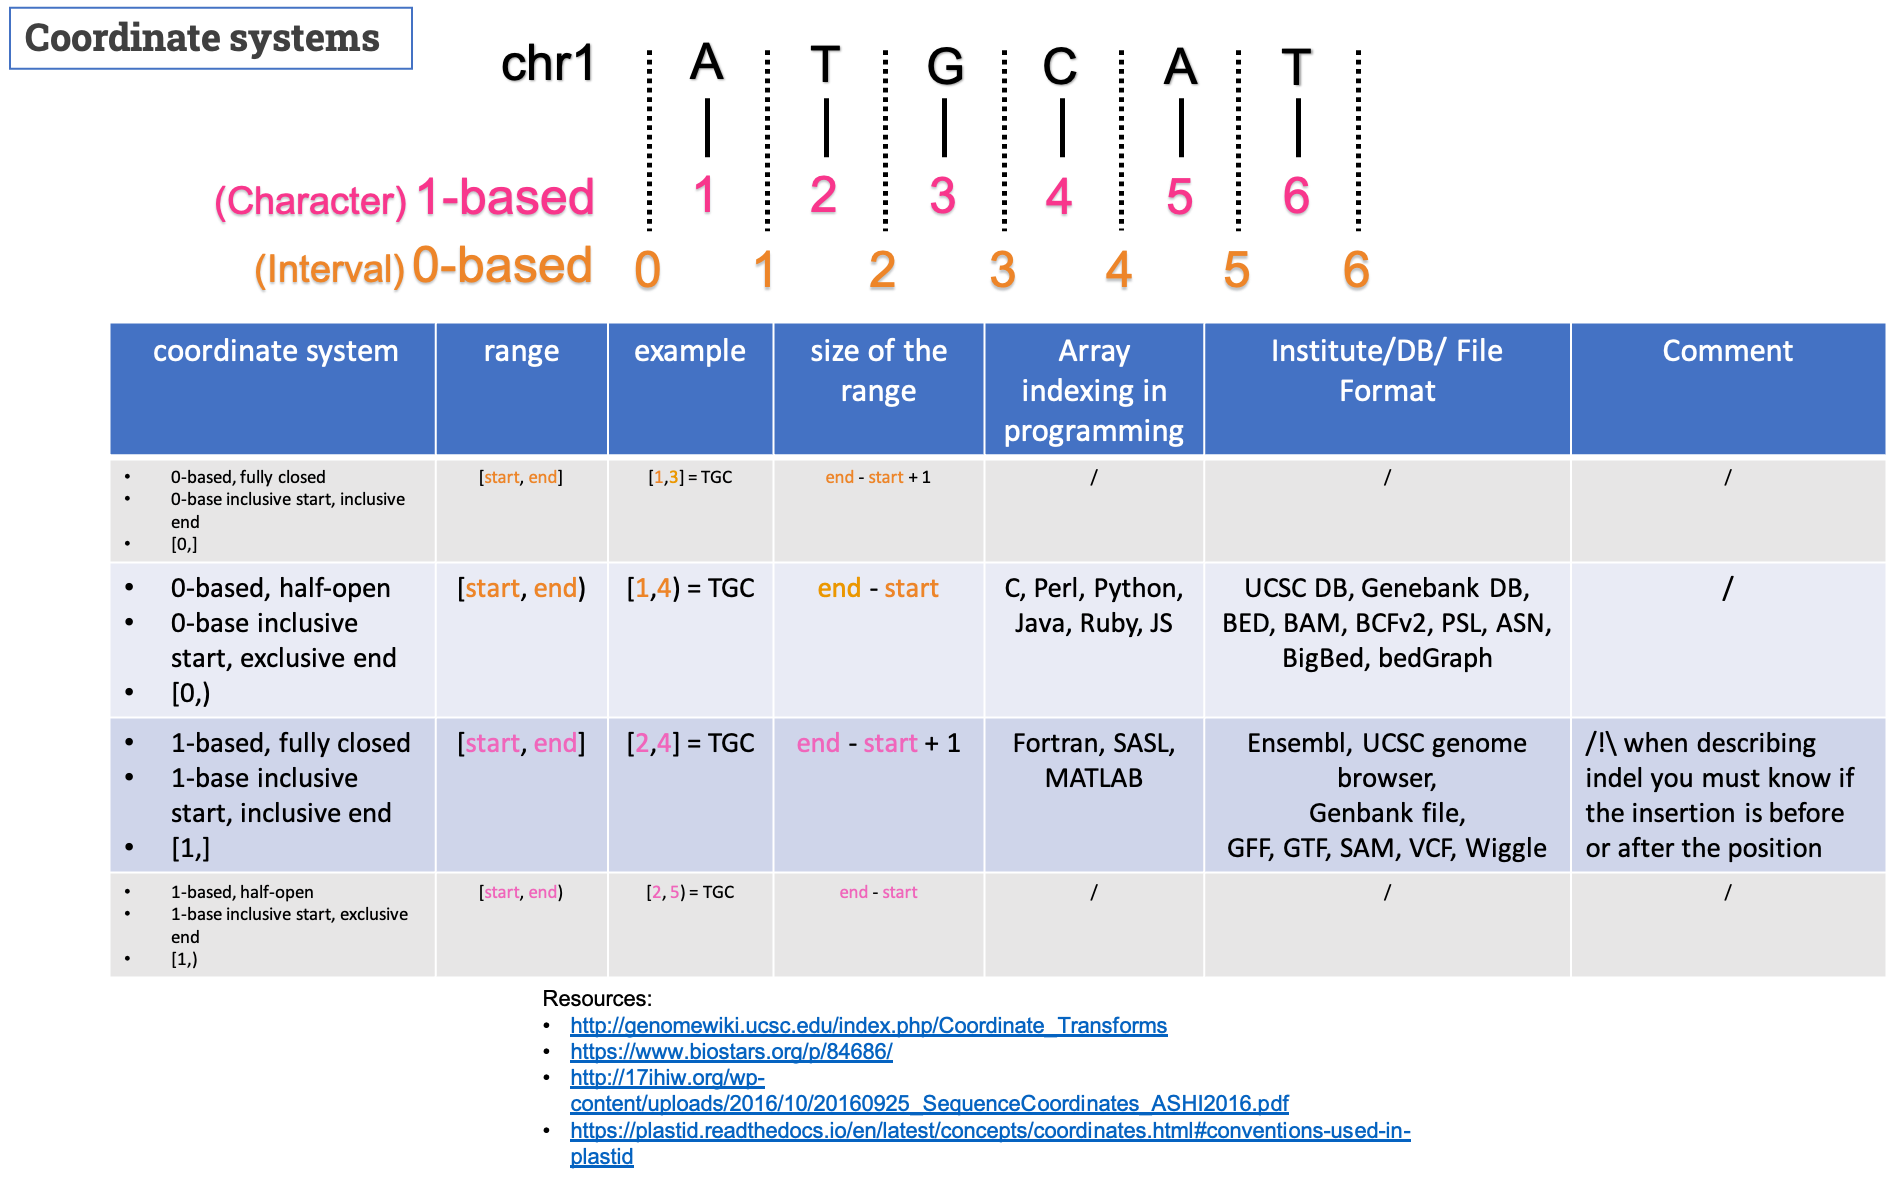 Coordinate systems
chr1 A T G C A T
(Character) 1-based 1 2 3 4 5 6
(Interval) 0-based 0 1 2 3 4 5 6
coordinate system
range
example
size of the
range
Array
indexing in
programming
Institute/DB/ File
Format
Comment
• 0-based, fully closed
• 0-base inclusive start, inclusive
end
• [0,]
[start, end]
[1,3] = TGC
end - start + 1
/
/
/
• 0-based, half-open
• 0-base inclusive
start, exclusive end
• [0,)
[start, end)
[1,4) = TGC
end - start
C, Perl, Python,
Java, Ruby, JS
UCSC DB, Genebank DB,
BED, BAM, BCFv2, PSL, ASN,
BigBed, bedGraph
/
• 1-based, fully closed
• 1-base inclusive
start, inclusive end
• [1,]
[start, end]
[2,4] = TGC
end - start + 1
Fortran, SASL,
MATLAB
Ensembl, UCSC genome
browser,
Genbank file,
GFF, GTF, SAM, VCF, Wiggle
/!\ when describing
indel you must know if
the insertion is before
or after the position
• 1-based, half-open
• 1-base inclusive start, exclusive
end
• [1,)
[start, end)
[2, 5) = TGC
end - start
/
/
/
Resources:
• http://genomewiki.ucsc.edu/index.php/Coordinate_Transforms
• https://www.biostars.org/p/84686/
• http://17ihiw.org/wp-
content/uploads/2016/10/20160925_SequenceCoordinates_ASHI2016.pdf
• https://plastid.readthedocs.io/en/latest/concepts/coordinates.html#conventions-used-in-
plastid